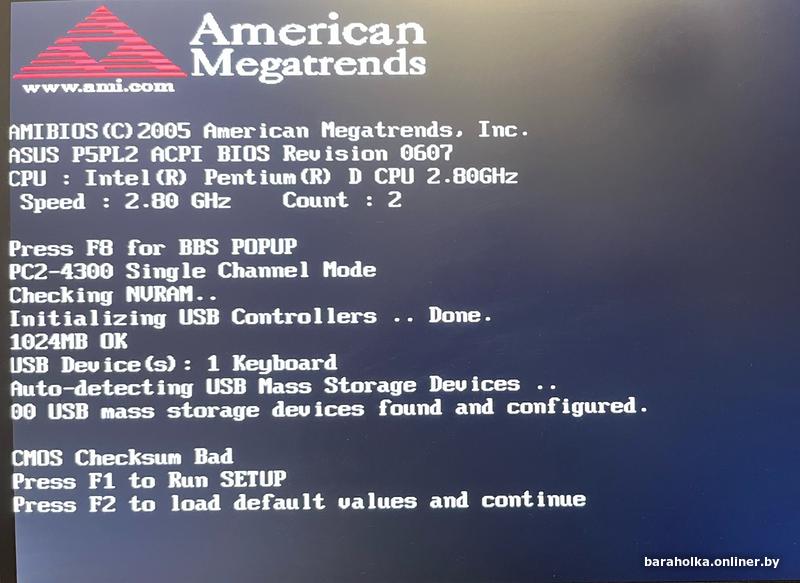 American
Megatrends
www.ami.com
AMIBIOS(C)2005 American Megatrends, Inc.
ASUS P5PL2 ACPI BIOS Revision 0607
CPU : Intel(R) Pentium(R) D CPU 2.80GHz
Speed : 2.80 GHz Count : 2
Press F8 for BBS POPUP
PC2-4300 Single Channel Mode
Checking NVRAM..
Initializing USB Controllers .. Done.
1024MB OK
USB Device(s): 1 Keyboard
Auto-detecting USB Mass Storage Devices ..
00 USB mass storage devices found and configured.
CMOS Checksum Bad
Press F1 to Run SETUP
Press F2 to load default values and continue
baraholka.onliner.by